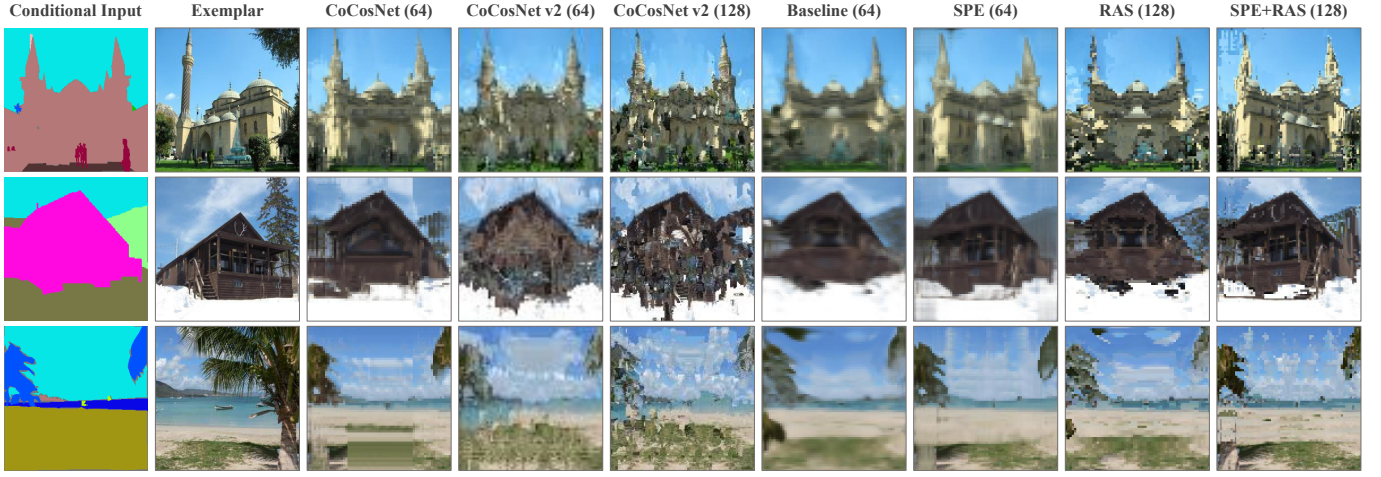 Conditional Input Exemplar CoCosNet (64) CoCosNet v2 (64) CoCosNet v2 (128) Baseline (64) SPE (64) RAS (128) SPE+RAS (128)